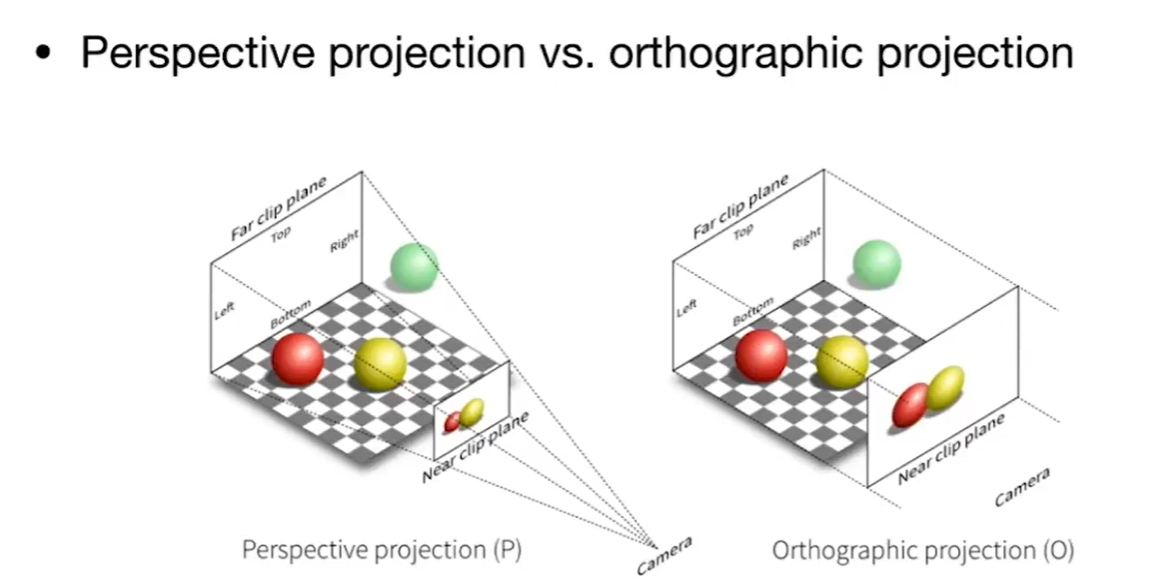 • Perspective projection vs. orthographic projection
Far clip plane
Top
Right
Left
Bottom
Near clip plane
Camera
Perspective projection (P)
Far clip plane
Top
Right
Left
Bottom
Near clip plane
Camera
Orthographic projection (O)